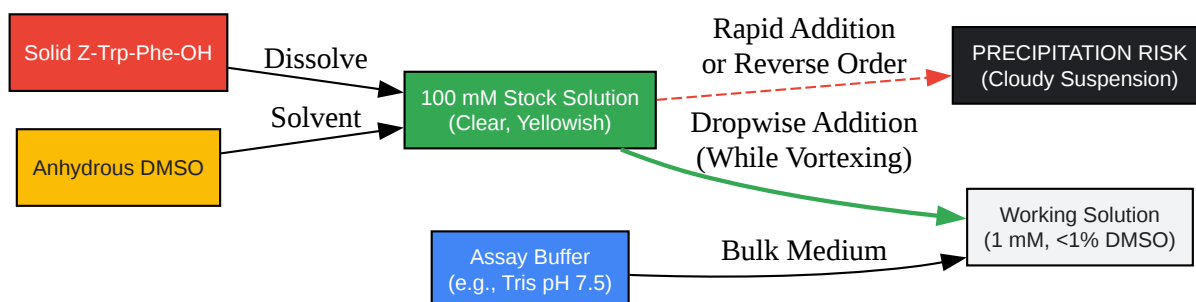 Solid Z-Trp-Phe-OH
Dissolve
Anhydrous DMSO
Solvent
100 mM Stock Solution
(Clear, Yellowish)
Rapid Addition
or Reverse Order
PRECIPITATION RISK
(Cloudy Suspension)
Dropwise Addition
(While Vortexing)
Assay Buffer
(e.g., Tris pH 7.5)
Bulk Medium
Working Solution
(1 mM, <1% DMSO)